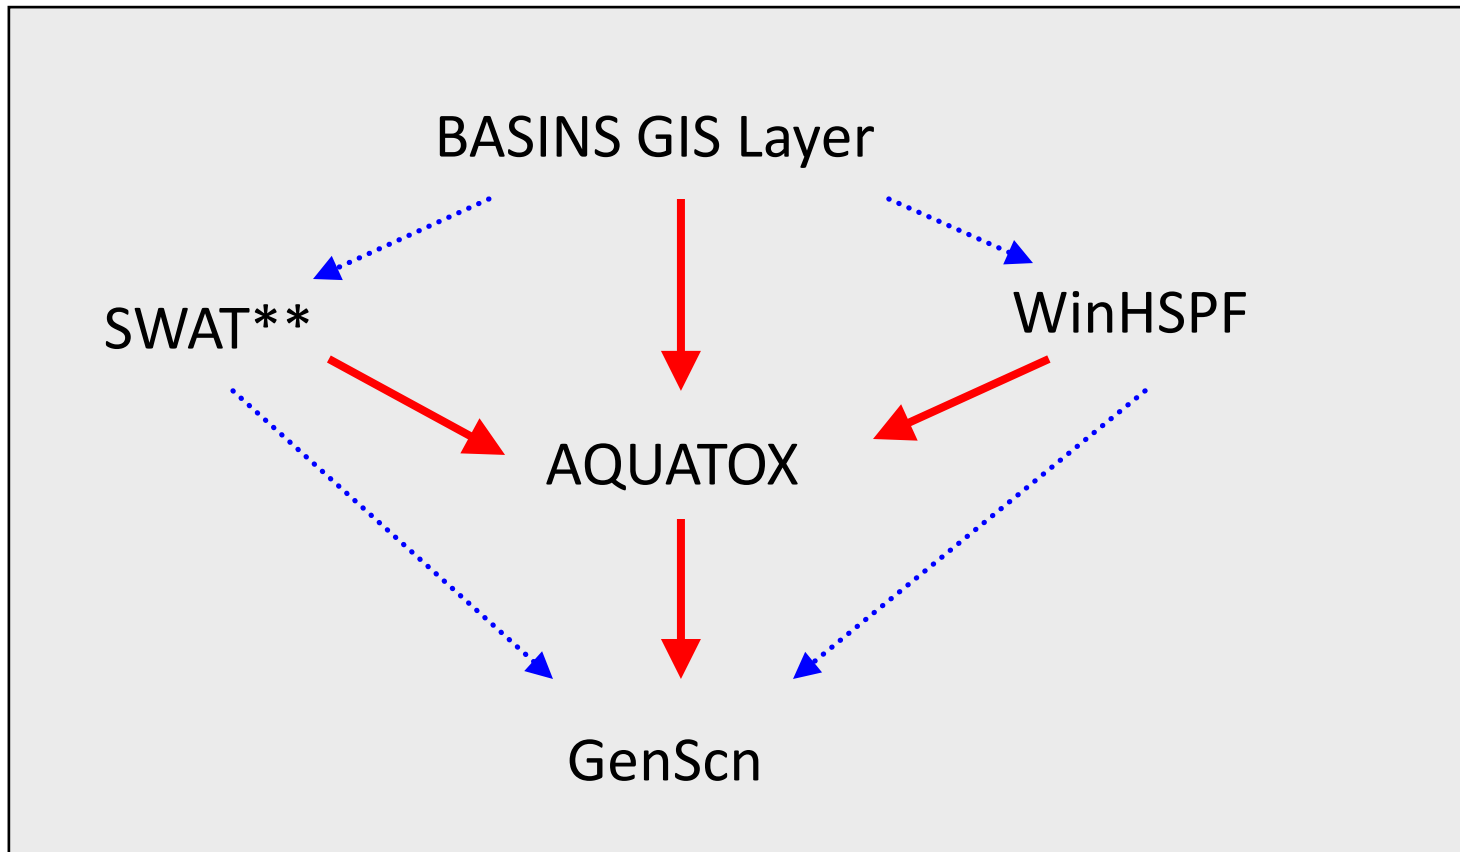 BASINS GIS Layer
SWAT**
WinHSPF
AQUATOX
GenScn